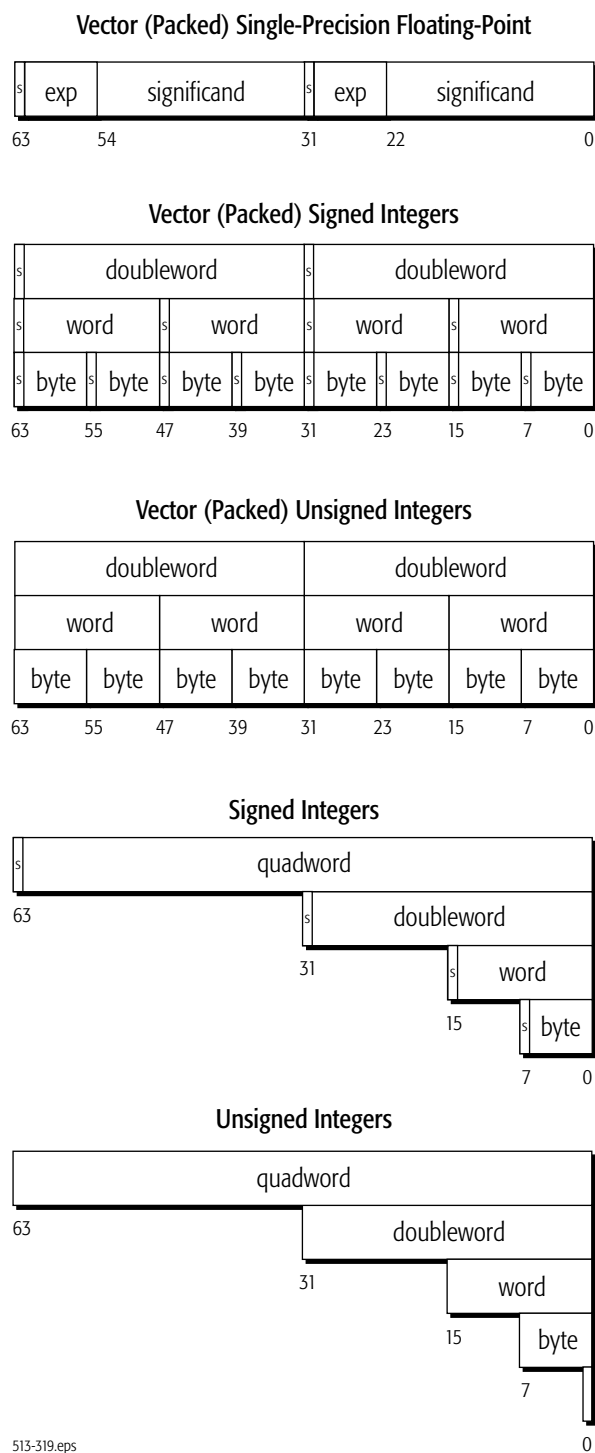 Vector (Packed) Single-Precision Floating-Point
s exp significand s exp significand
63 54 31 22 0
Vector (Packed) Signed Integers
s doubleword s doubleword
s word s word s word s word
s byte s byte s byte s byte s byte s byte s byte s byte
63 55 47 39 31 23 15 7 0
Vector (Packed) Unsigned Integers
doubleword doubleword
word word word word
byte byte byte byte byte byte byte byte
63 55 47 39 31 23 15 7 0
Signed Integers
s quadword
63 s doubleword
31 s word
15 s byte
7 0
Unsigned Integers
quadword
63 doubleword
31 word
15 byte
7
513-319.eps 0